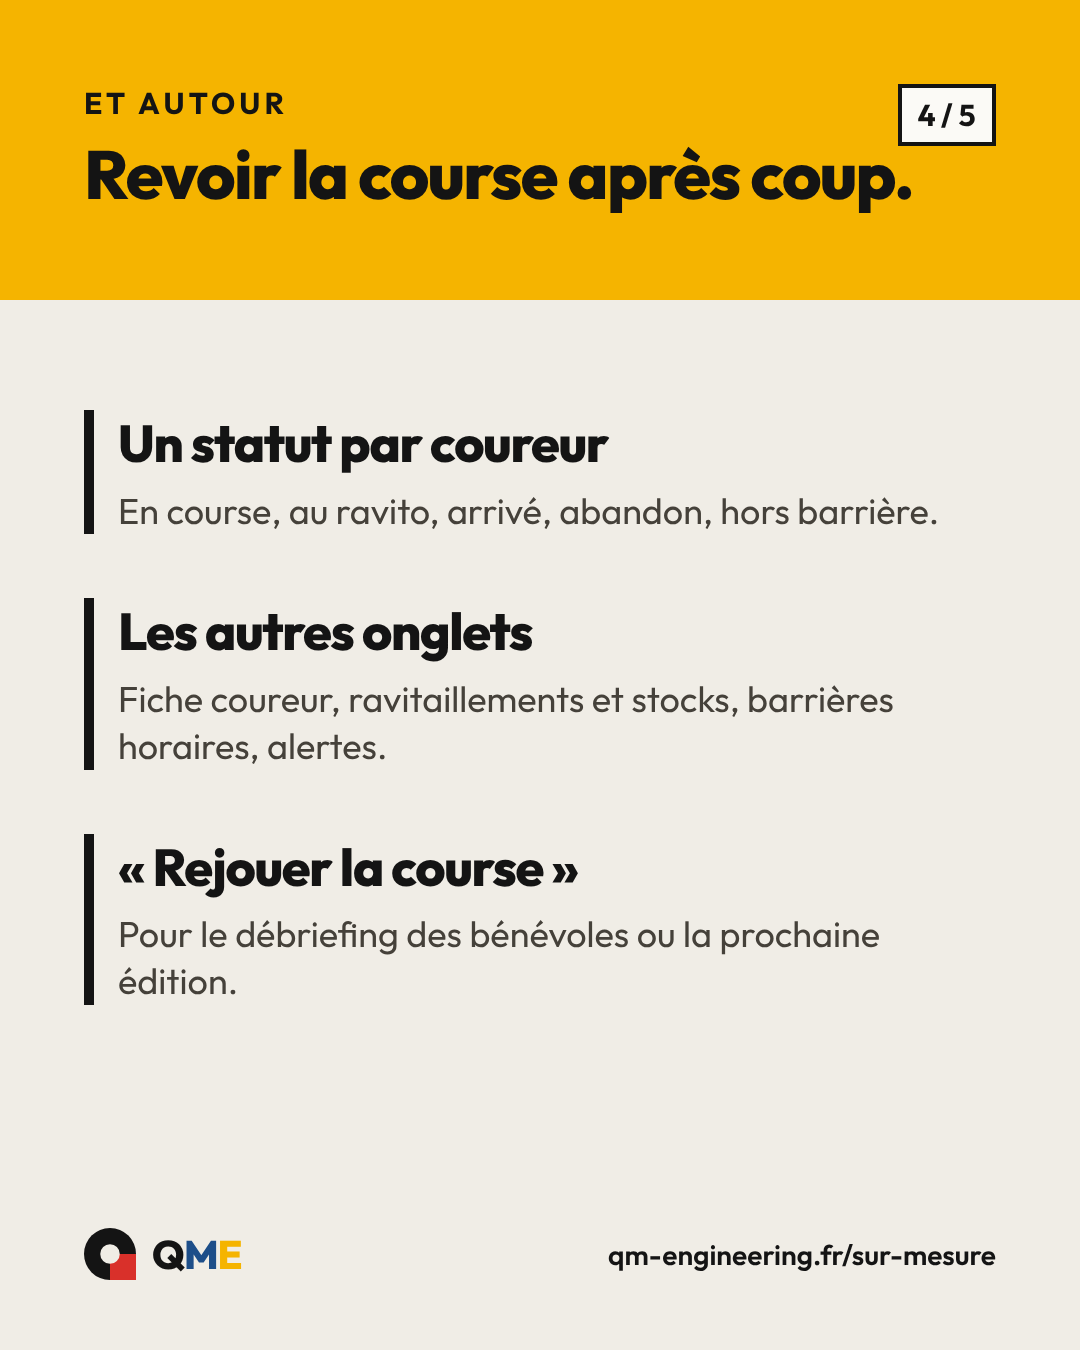 ET AUTOUR
4 / 5
Revoir la course après coup.
Un statut par coureur
En course, au ravito, arrivé, abandon, hors barrière.
Les autres onglets
Fiche coureur, ravitaillements et stocks, barrières
horaires, alertes.
« Rejouer la course »
Pour le débriefing des bénévoles ou la prochaine
édition.
QME
qm-engineering.fr/sur-mesure